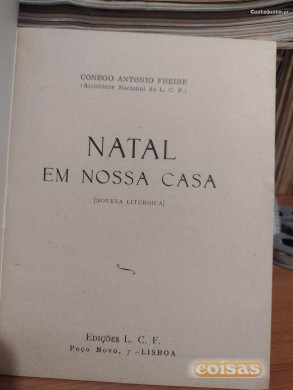 CustoJusto.pt
CONEGO ANTONIO FREIRE
(Assistente Nacional da L. C. F.)
NATAL
EM NOSSA CASA
(NOVELA LITÚRGICA)
EDIÇÕES L. C. F.
Poço Novo, 7 - LISBOA
coisas